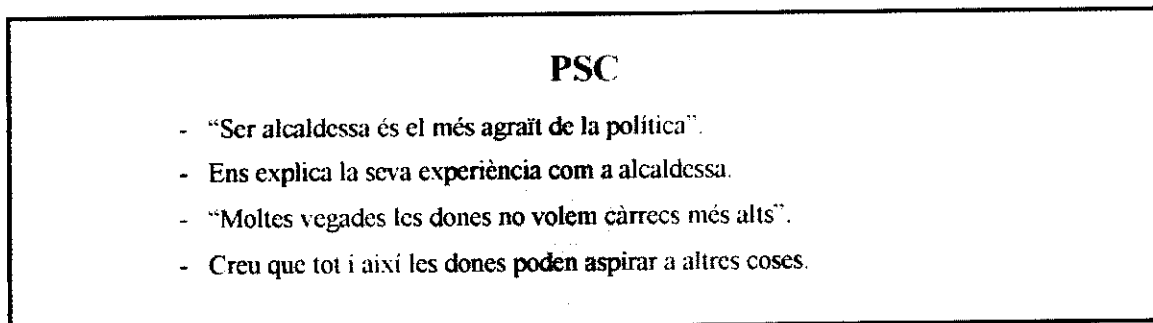 PSC
- “Ser alcaldessa és el més agraït de la política”.
- Ens explica la seva experiència com a alcaldessa.
- “Moltes vegades les dones no volem càrrecs més alts”.
- Creu que tot i així les dones poden aspirar a altres coses.